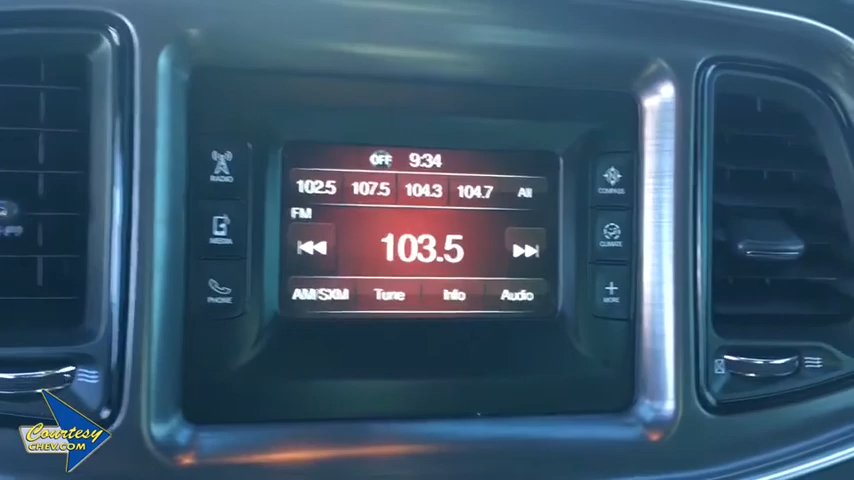 OFF 9:34
102.5 107.5 104.3 104.7 All
FM
103.5
AM/SXM Tune Info Audio
RADIO
MEDIA
PHONE
COMPASS
CLIMATE
MORE
Courtesy
CHEV.COM